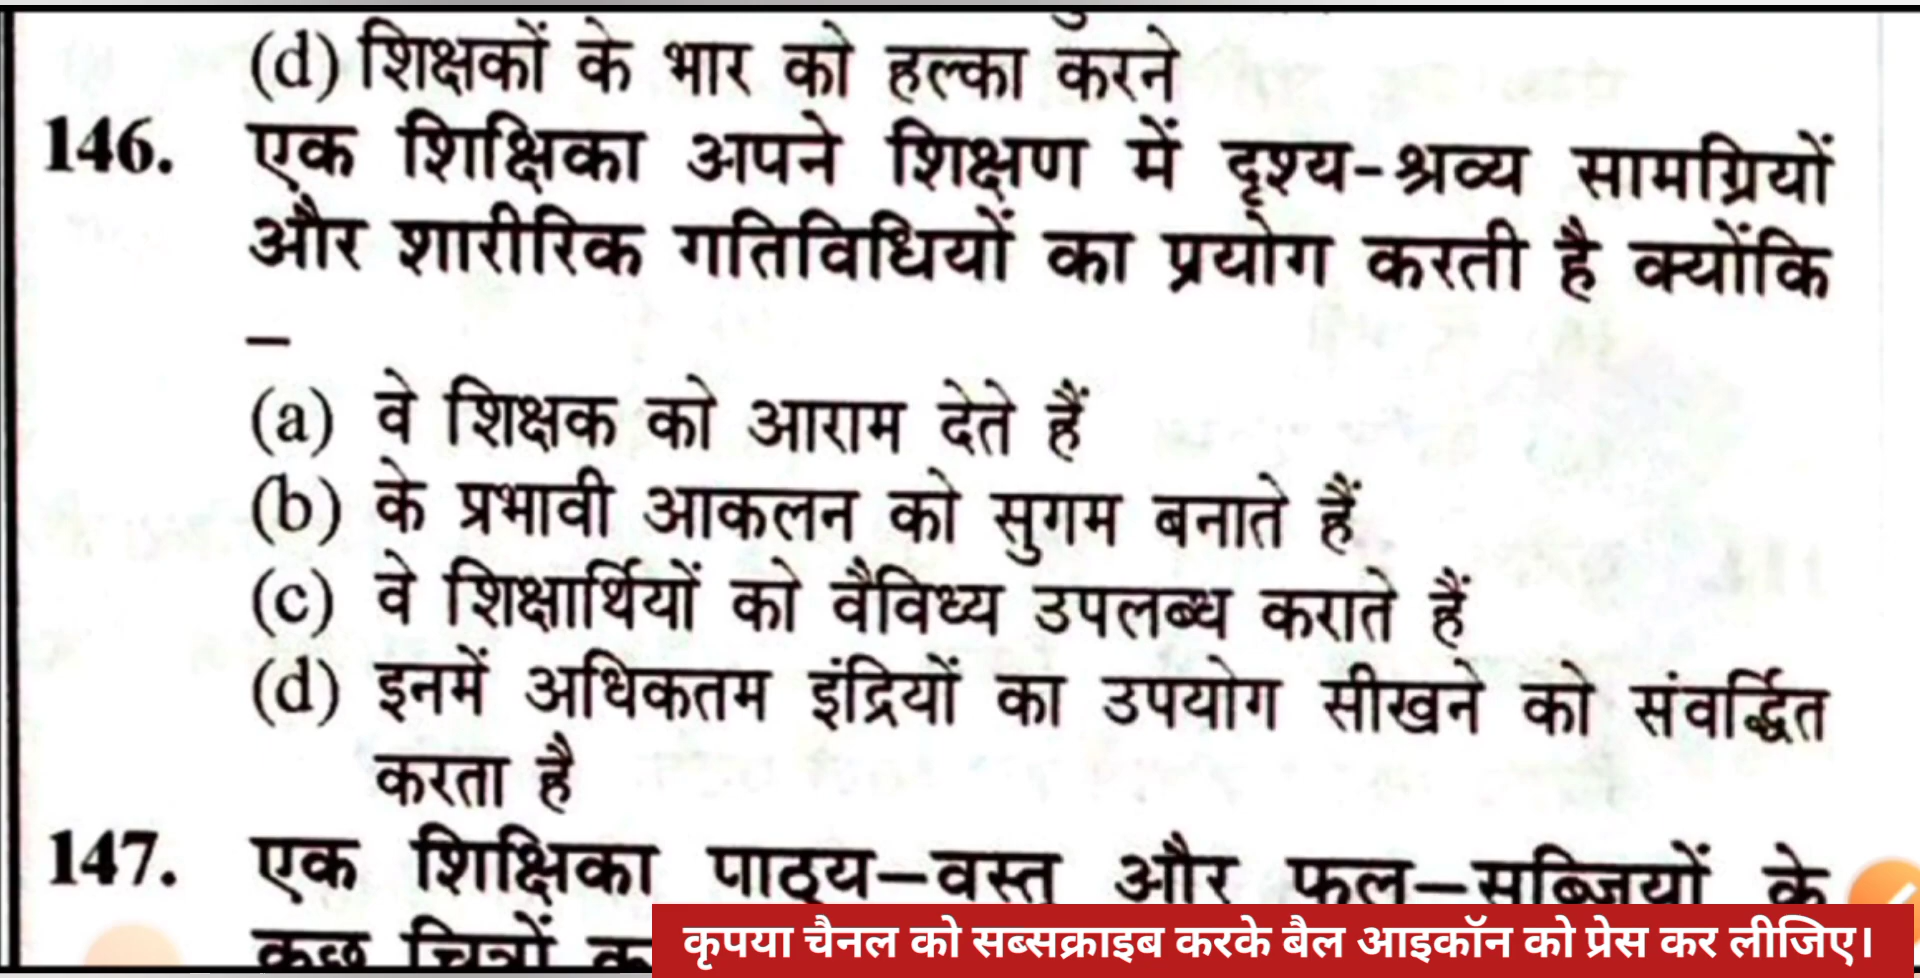 (d) शिक्षकों के भार को हल्का करने
146. एक शिक्षिका अपने शिक्षण में दृश्य-श्रव्य सामग्रियों
और शारीरिक गतिविधियों का प्रयोग करती है क्योंकि
–
(a) वे शिक्षक को आराम देते हैं
(b) के प्रभावी आकलन को सुगम बनाते हैं
(c) वे शिक्षार्थियों को वैविध्य उपलब्ध कराते हैं
(d) इनमें अधिकतम इंद्रियों का उपयोग सीखने को संवर्द्धित
करता है
147. एक शिक्षिका पाठ्य–वस्तु और फल–सब्जियों के
कुछ चित्रों
कृपया चैनल को सब्सक्राइब करके बैल आइकॉन को प्रेस कर लीजिए।